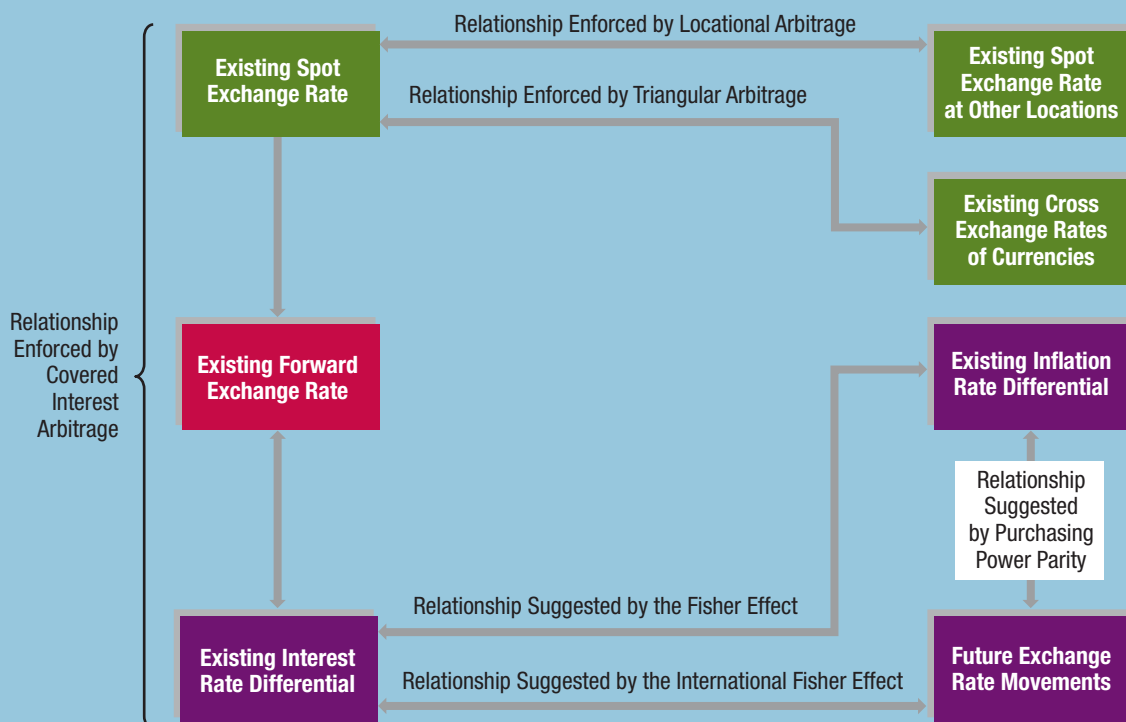 Relationship Enforced by Locational Arbitrage
Existing Spot
Exchange Rate
Existing Spot
Exchange Rate
at Other Locations
Relationship Enforced by Triangular Arbitrage
Existing Cross
Exchange Rates
of Currencies
Relationship
Enforced by
Covered
Interest
Arbitrage
Existing Forward
Exchange Rate
Existing Inflation
Rate Differential
Relationship
Suggested
by Purchasing
Power Parity
Relationship Suggested by the Fisher Effect
Existing Interest
Rate Differential
Future Exchange
Rate Movements
Relationship Suggested by the International Fisher Effect